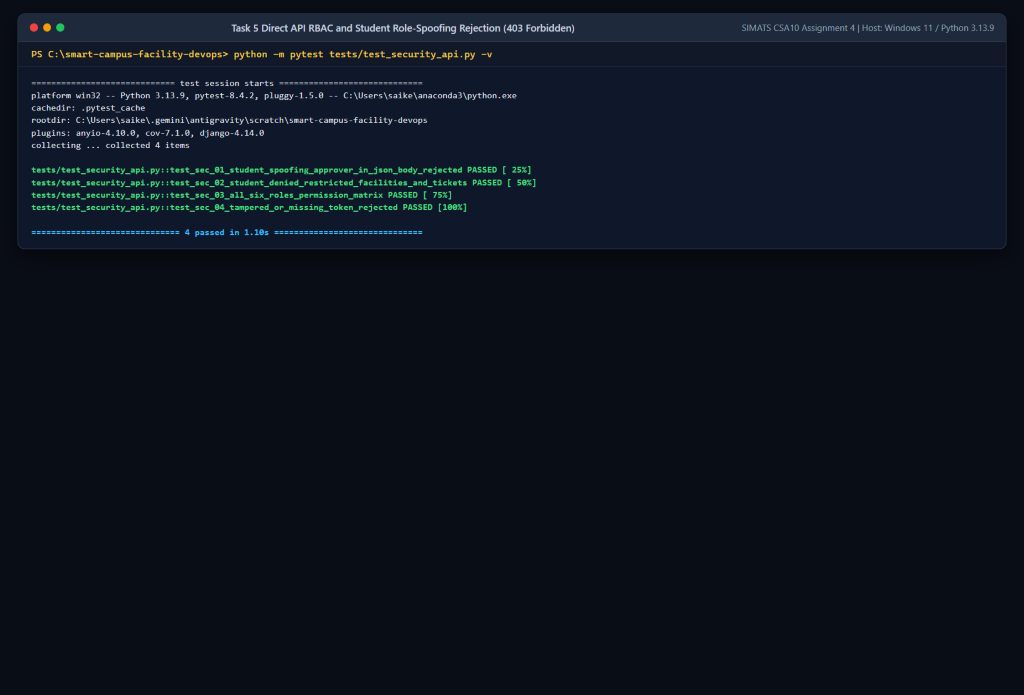 Task 5 Direct API RBAC and Student Role-Spoofing Rejection (403 Forbidden)
SIMATS CSA10 Assignment 4 | Host: Windows 11 / Python 3.13.9
PS C:\smart-campus-facility-devops> python -m pytest tests/test_security_api.py -v
============================= test session starts =============================
platform win32 -- Python 3.13.9, pytest-8.4.2, pluggy-1.5.0 -- C:\Users\saike\anaconda3\python.exe
cachedir: .pytest_cache
rootdir: C:\Users\saike\.gemini\antigravity\scratch\smart-campus-facility-devops
plugins: anyio-4.10.0, cov-7.1.0, django-4.14.0
collecting ... collected 4 items
tests/test_security_api.py::test_sec_01_student_spoofing_approver_in_json_body_rejected PASSED [ 25%]
tests/test_security_api.py::test_sec_02_student_denied_restricted_facilities_and_tickets PASSED [ 50%]
tests/test_security_api.py::test_sec_03_all_six_roles_permission_matrix PASSED [ 75%]
tests/test_security_api.py::test_sec_04_tampered_or_missing_token_rejected PASSED [100%]
============================== 4 passed in 1.10s ==============================